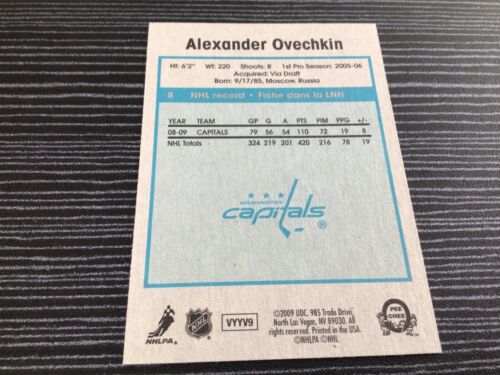 Alexander Ovechkin
Ht: 6'2" Wt: 220 Shoots: R 1st Pro Season: 2005-06
Acquired: Via Draft
Born: 9/17/85, Moscow, Russia
8 NHL record • Fiche dans la LNH
YEAR TEAM GP G A PTS PIM PPG +/-
08-09 CAPITALS 79 56 54 110 72 19 8
NHL Totals 324 219 201 420 216 78 19
WASHINGTON
capitals ®
NHLPA
NHL
VYYV9
©2009 UDC, 985 Trade Drive,
North Las Vegas, NV 89030. All
rights reserved. PRINTED IN THE USA.
©NHLPA ©NHL
O
PEE
CHEE